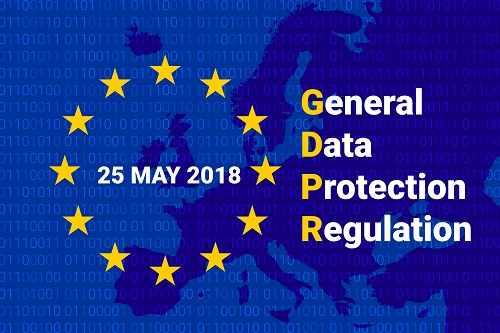 25 MAY 2018
General
Data
Protection
Regulation